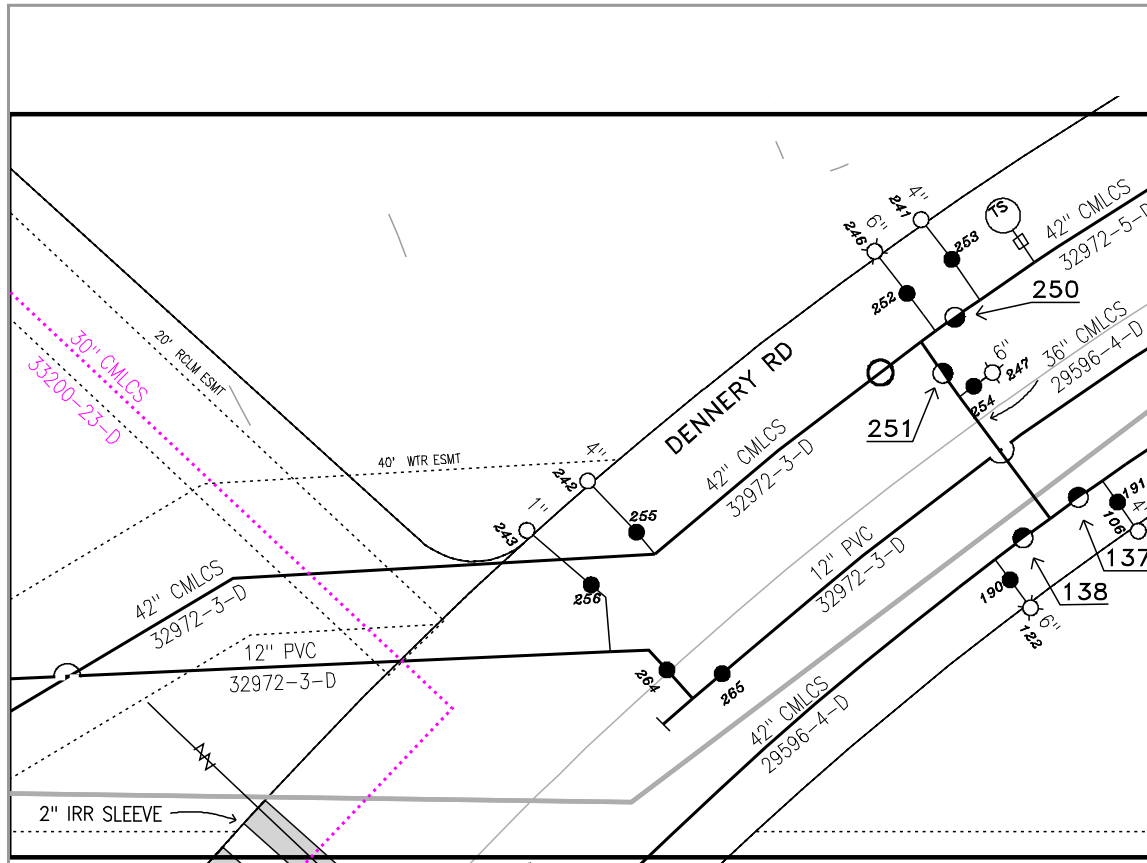 4"
241
6"
246
TS
42" CMLCS
32972-5-D
253
252
250
36" CMLCS
29596-4-D
6"
247
254
251
30" CMLCS
33200-23-D
20' RCLM ESMT
DENNERY RD
40' WTR ESMT
4"
242
42" CMLCS
32972-3-D
1"
243
255
256
191
106
4"
137
12" PVC
32972-3-D
138
190
6"
122
42" CMLCS
32972-3-D
12" PVC
32972-3-D
264
265
42" CMLCS
29596-4-D
2" IRR SLEEVE